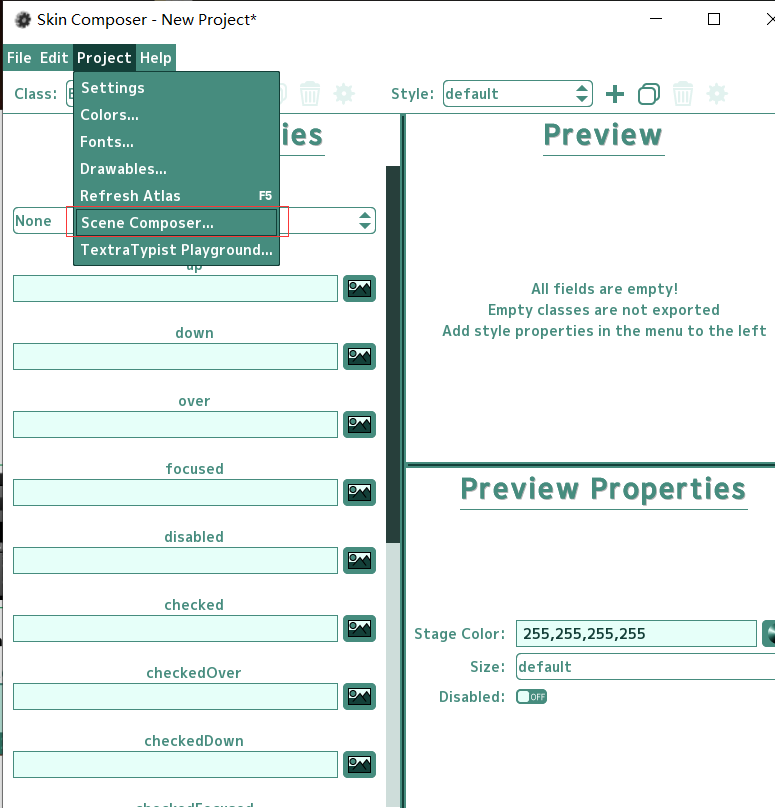 Skin Composer - New Project*
File Edit Project Help
Class:
Style: default
Settings
Colors...
Fonts...
Drawables...
Refresh Atlas F5
Scene Composer...
TextraTypist Playground...
ies
None
up
down
over
focused
disabled
checked
checkedOver
checkedDown
checkedFocused
Preview
All fields are empty!
Empty classes are not exported
Add style properties in the menu to the left
Preview Properties
Stage Color: 255,255,255,255
Size: default
Disabled: OFF